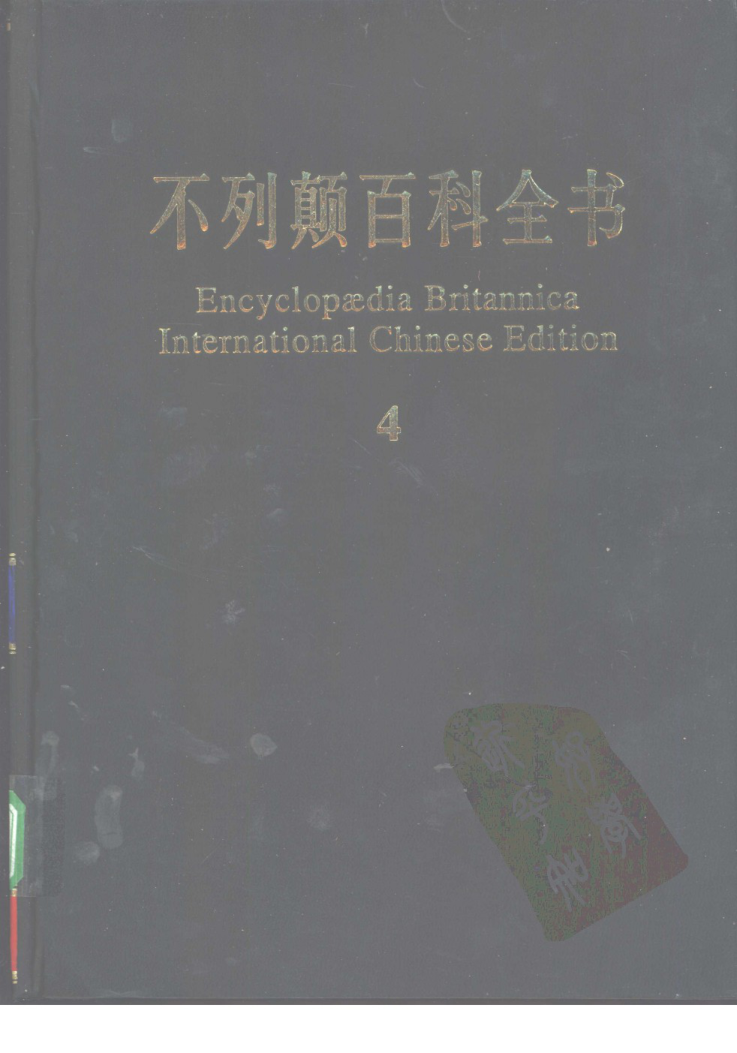 不列颠百科全书
Encyclopædia Britannica
International Chinese Edition
4